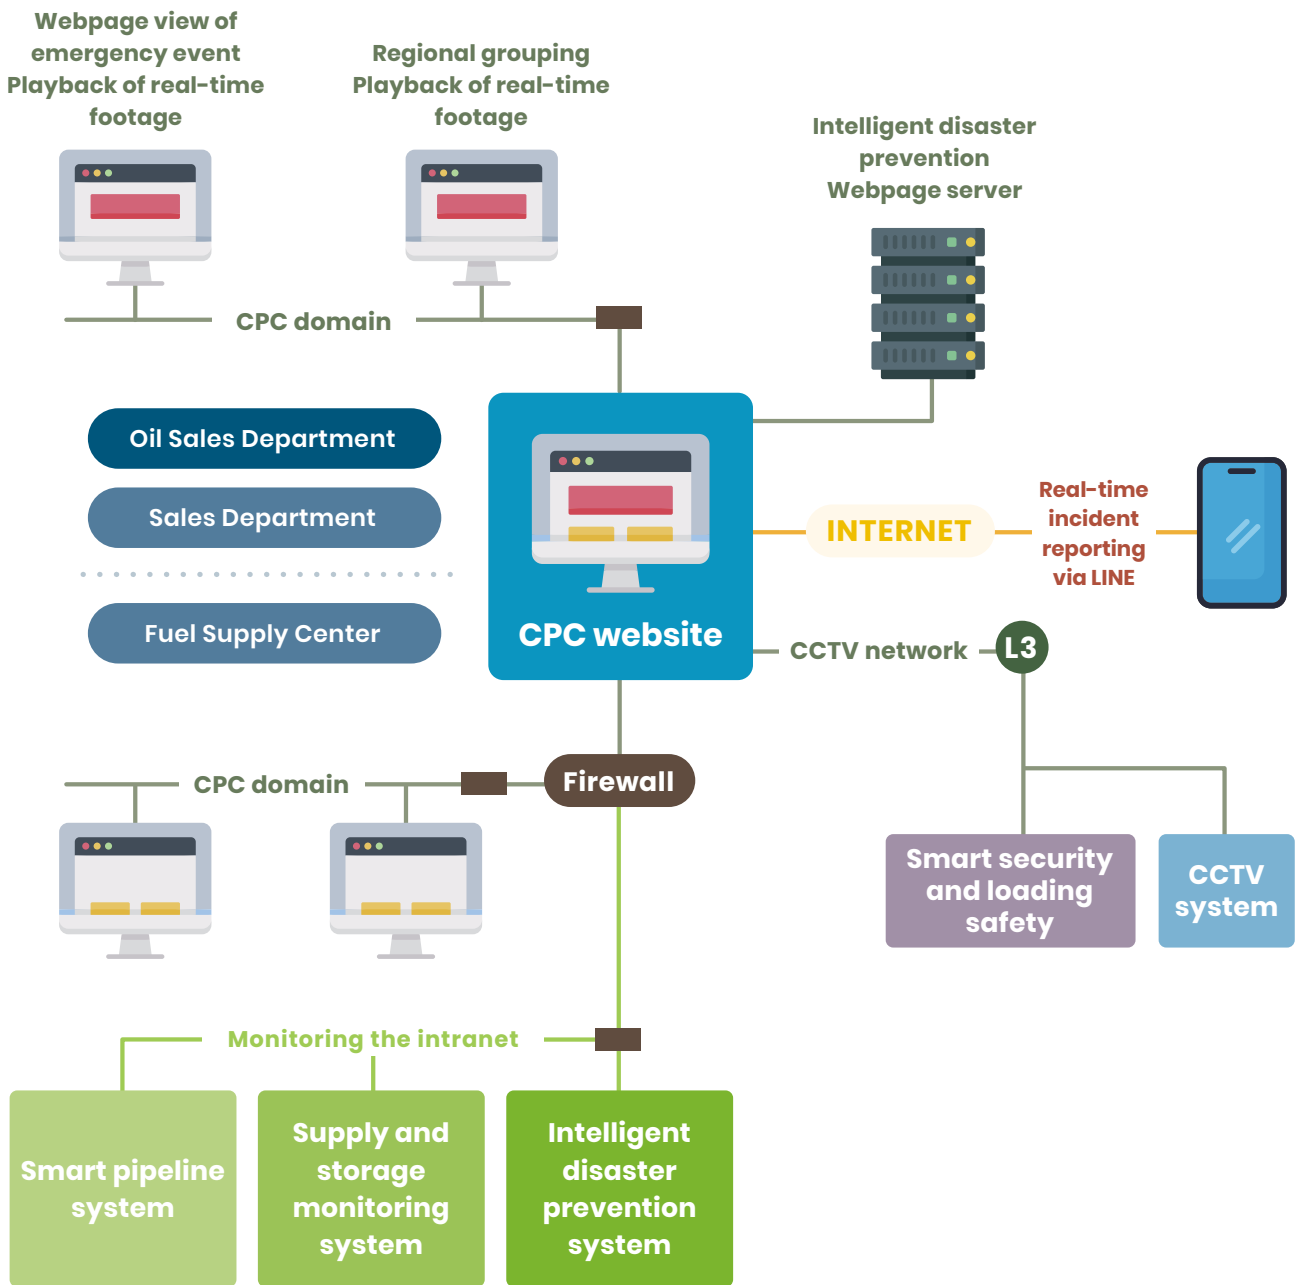 Webpage view of
emergency event
Playback of real-time
footage
Regional grouping
Playback of real-time
footage
Intelligent disaster
prevention
Webpage server
CPC domain
Oil Sales Department
Sales Department
Fuel Supply Center
CPC website
INTERNET
Real-time
incident
reporting
via LINE
CCTV network
L3
CPC domain
Firewall
Smart security
and loading
safety
CCTV
system
Monitoring the intranet
Smart pipeline
system
Supply and
storage
monitoring
system
Intelligent
disaster
prevention
system